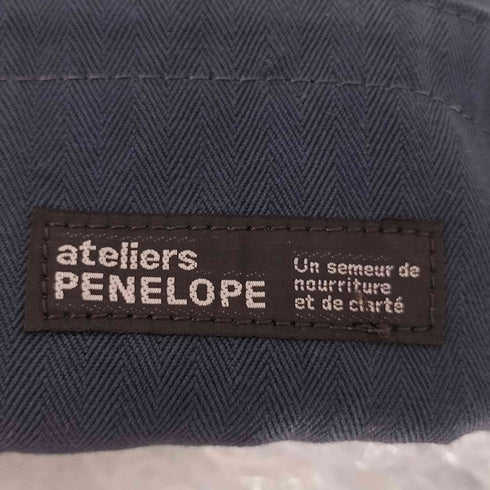 ateliers
PENELOPE
Un semeur de
nourriture
et de clarté